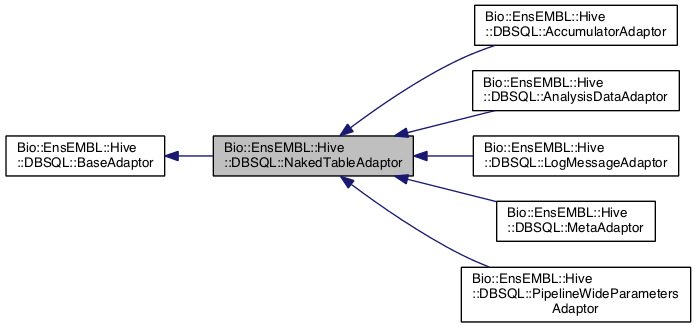 Bio::EnsEMBL::Hive
::DBSQL::AccumulatorAdaptor
Bio::EnsEMBL::Hive
::DBSQL::AnalysisDataAdaptor
Bio::EnsEMBL::Hive
::DBSQL::BaseAdaptor
Bio::EnsEMBL::Hive
::DBSQL::NakedTableAdaptor
Bio::EnsEMBL::Hive
::DBSQL::LogMessageAdaptor
Bio::EnsEMBL::Hive
::DBSQL::MetaAdaptor
Bio::EnsEMBL::Hive
::DBSQL::PipelineWideParameters
Adaptor